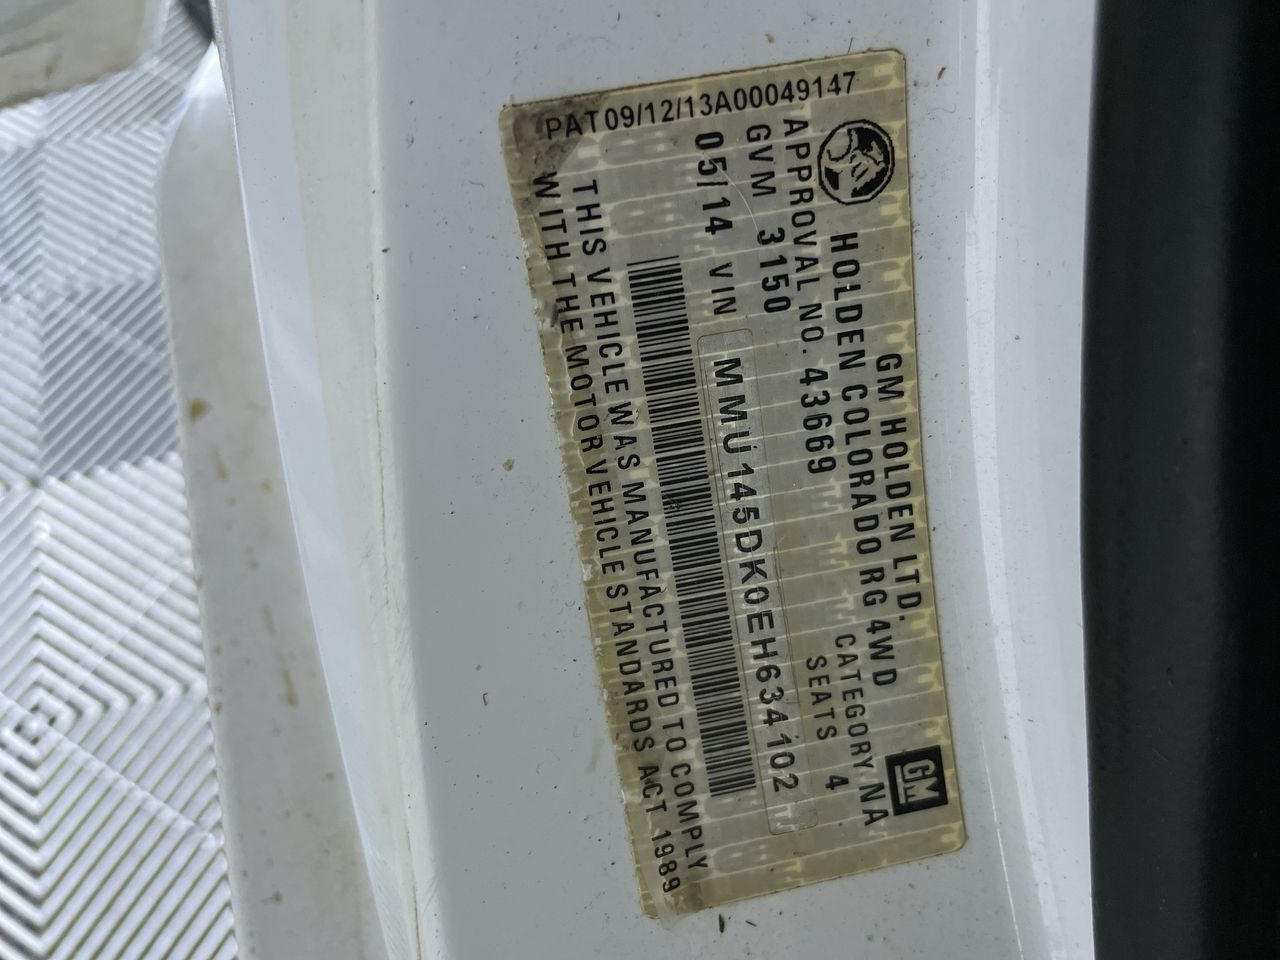 PAT09/12/13A00049147
GM HOLDEN LTD.
HOLDEN COLORADO RG 4WD
APPROVAL NO. 43669 CATEGORY NA
GVM 3150 SEATS 4
05/14 VIN MMU145DK0EH634102
THIS VEHICLE WAS MANUFACTURED TO COMPLY
WITH THE MOTOR VEHICLE STANDARDS ACT 1989
GM